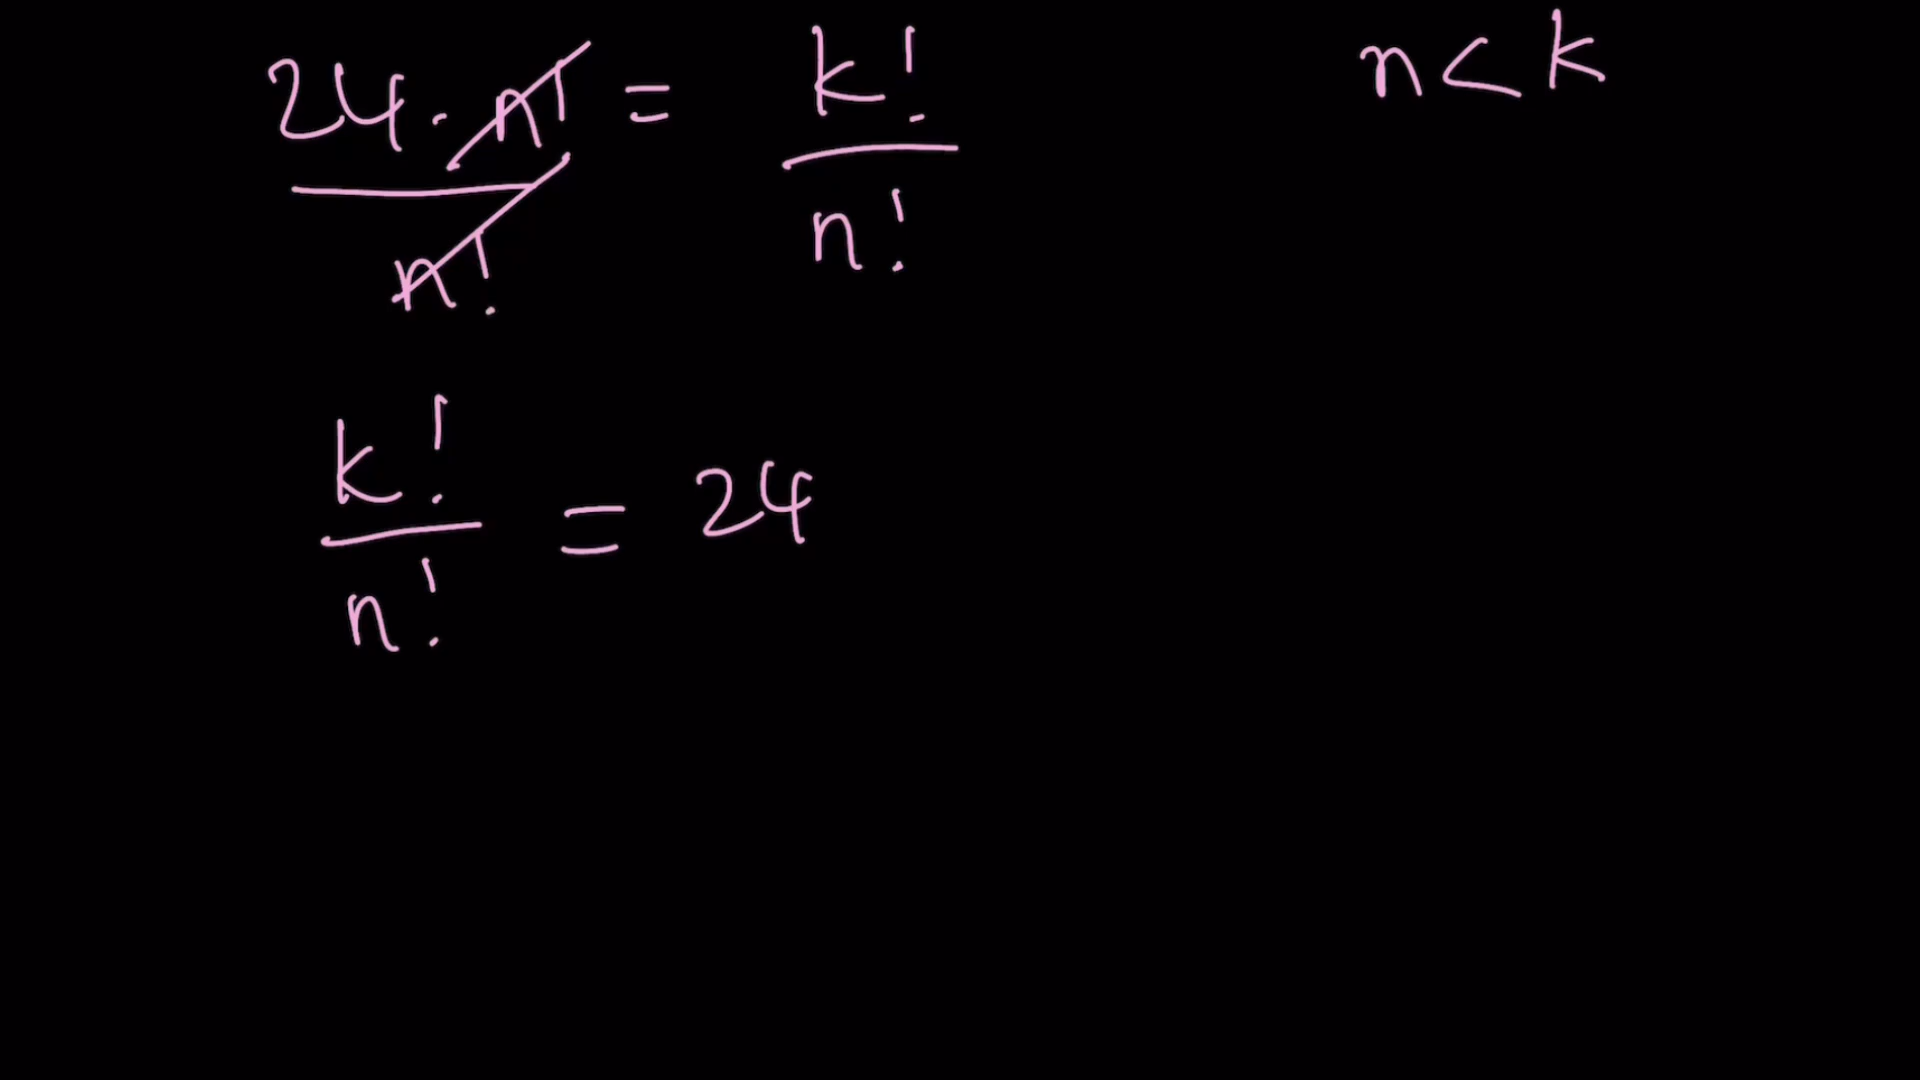 24 · n! / n! = k! / n!    n < k
k! / n! = 24